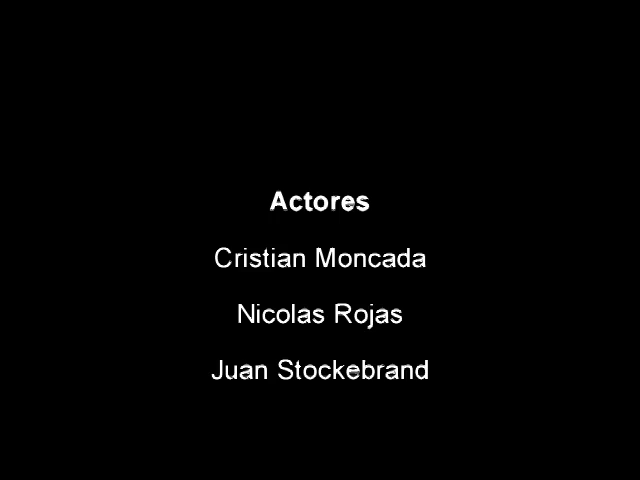 Actores
Cristian Moncada
Nicolas Rojas
Juan Stockebrand